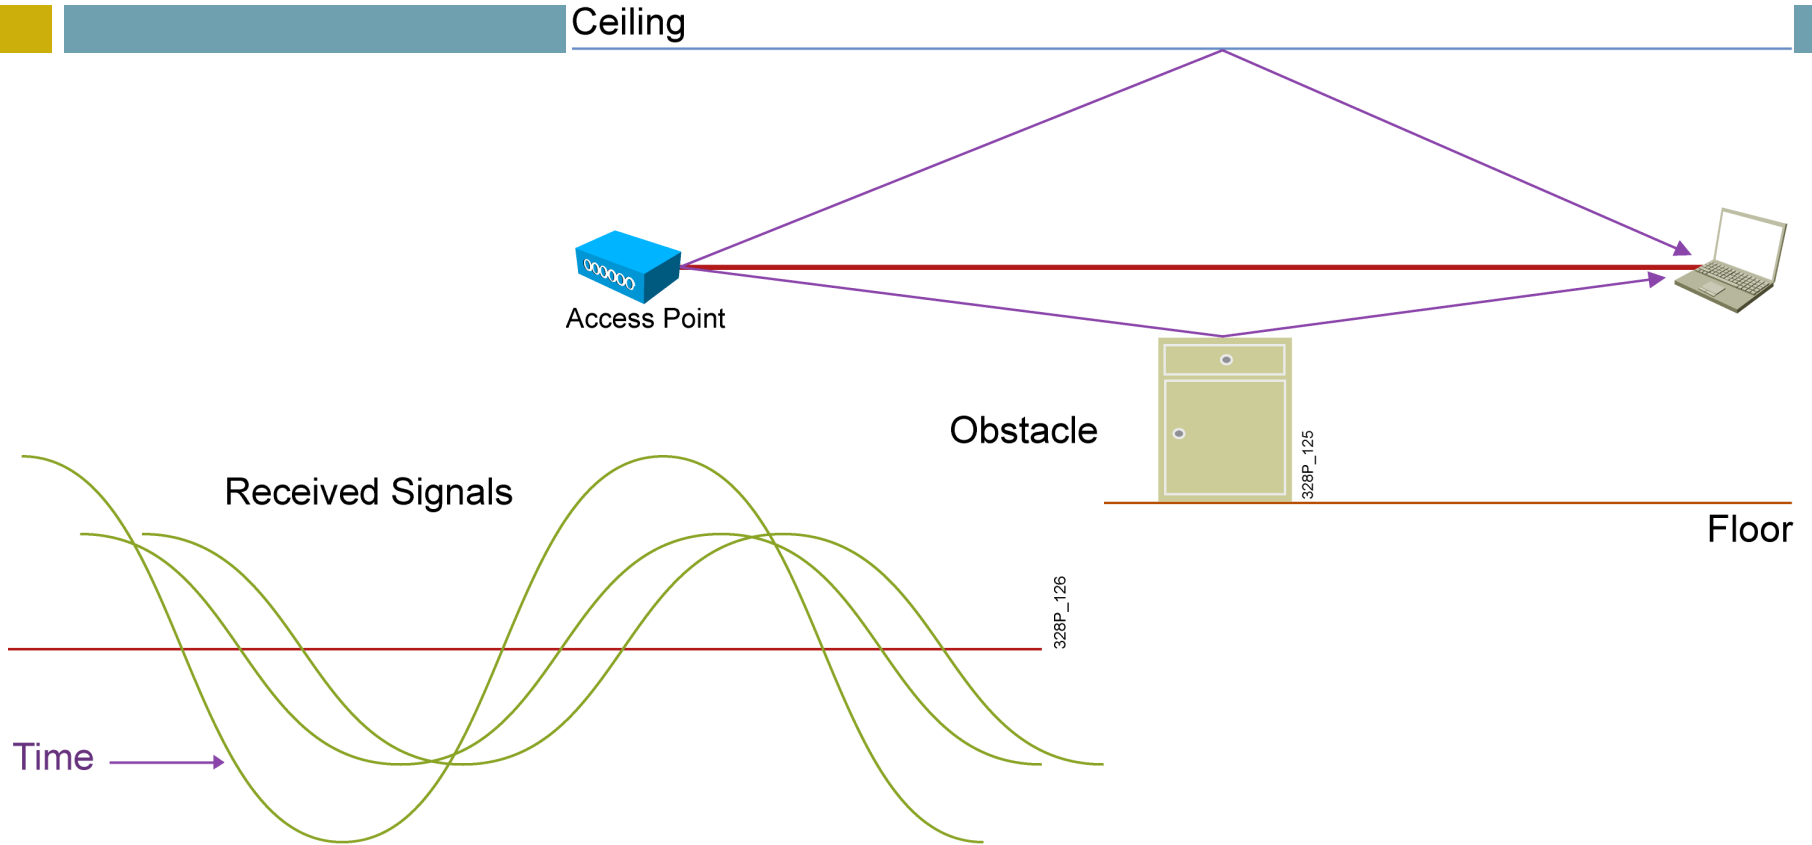 Ceiling
Access Point
Obstacle
328P_125
Received Signals
Floor
328P_126
Time